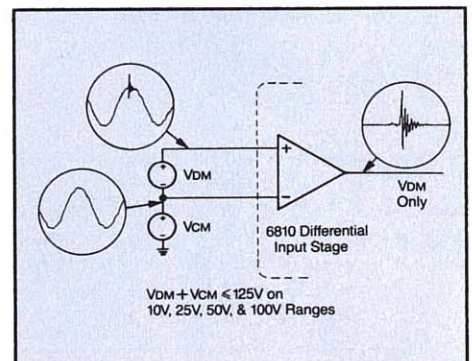 +
VDM
−
VDM
Only
VCM
6810 Differential
Input Stage
VDM + VCM ⩽ 125V on
10V, 25V, 50V, & 100V Ranges